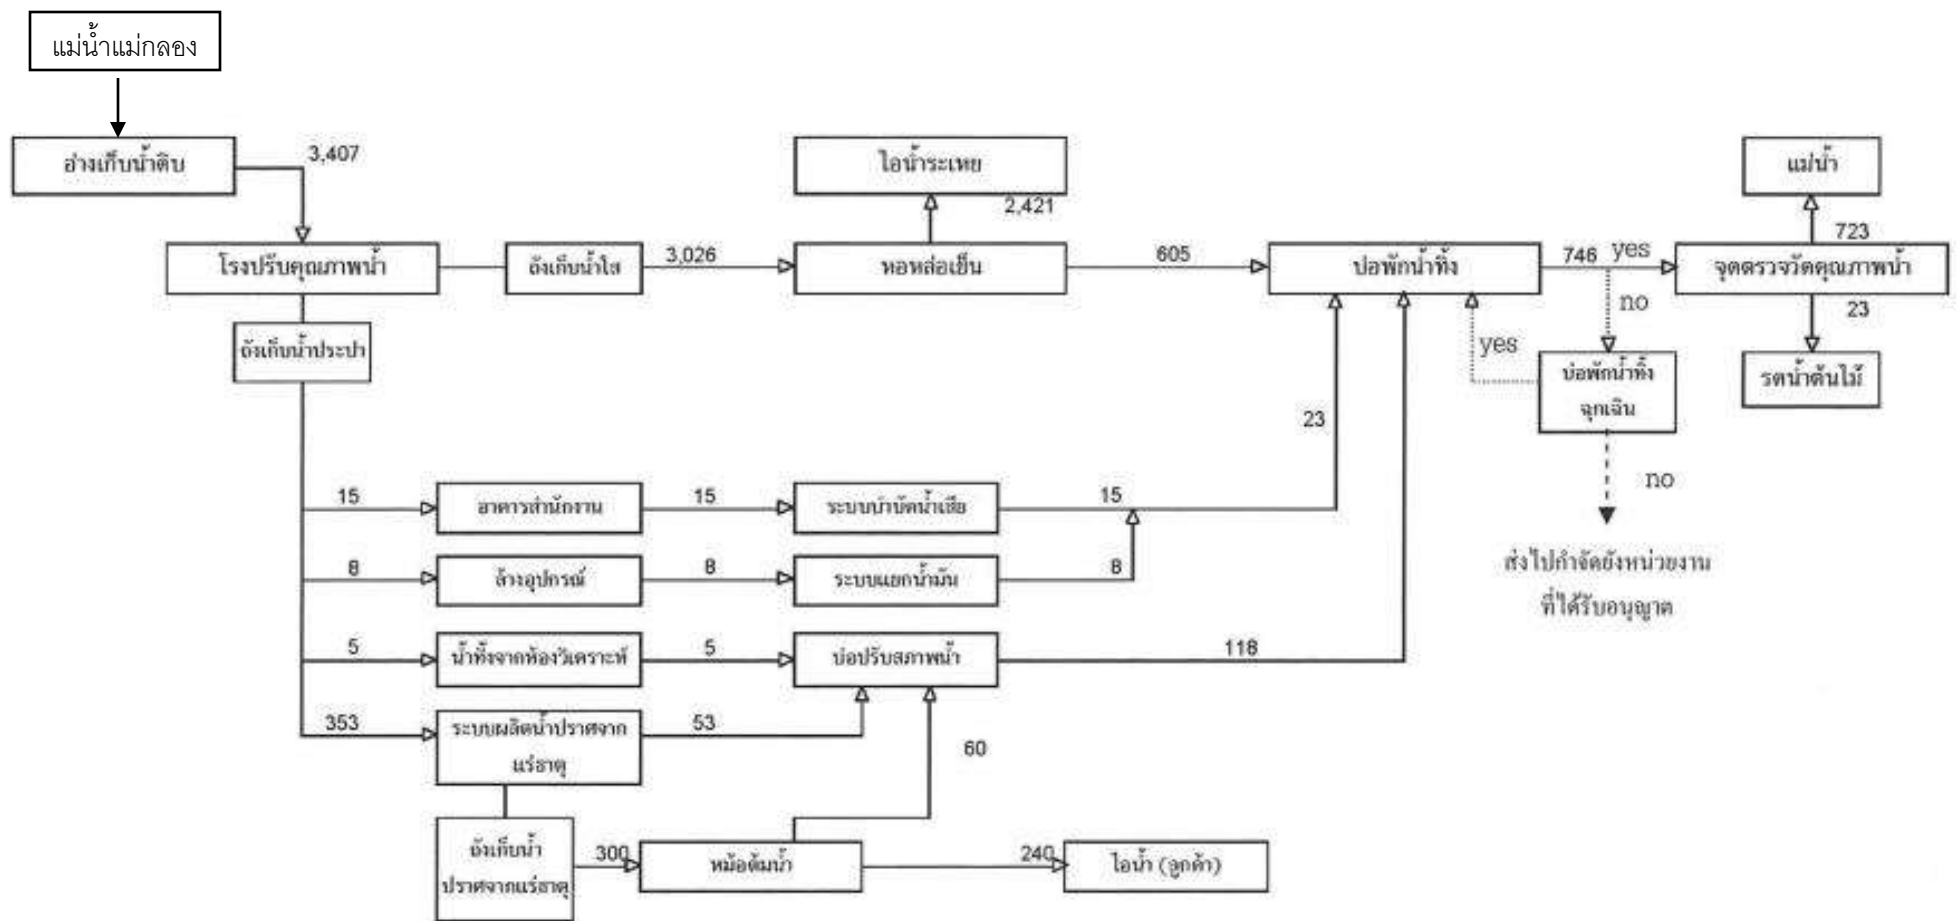 แม่น้ำแม่กลอง
อ่างเก็บน้ำดิบ
3,407
ไอน้ำระเหย
แม่น้ำ
2,421
723
โรงปรับคุณภาพน้ำ
ถังเก็บน้ำใส
3,026
หอหล่อเย็น
605
บ่อพักน้ำทิ้ง
746
yes
จุดตรวจวัดคุณภาพน้ำ
no
23
ถังเก็บน้ำประปา
yes
บ่อพักน้ำทิ้ง
ฉุกเฉิน
รดน้ำต้นไม้
23
no
15
อาคารสำนักงาน
15
ระบบบำบัดน้ำเสีย
15
ส่งไปกำจัดยังหน่วยงาน
ที่ได้รับอนุญาต
8
ล้างอุปกรณ์
8
ระบบแยกน้ำมัน
8
5
น้ำทิ้งจากห้องวิเคราะห์
5
บ่อปรับสภาพน้ำ
118
353
ระบบผลิตน้ำปราศจาก
แร่ธาตุ
53
60
ถังเก็บน้ำ
ปราศจากแร่ธาตุ
300
หม้อต้มน้ำ
240
ไอน้ำ (ลูกค้า)